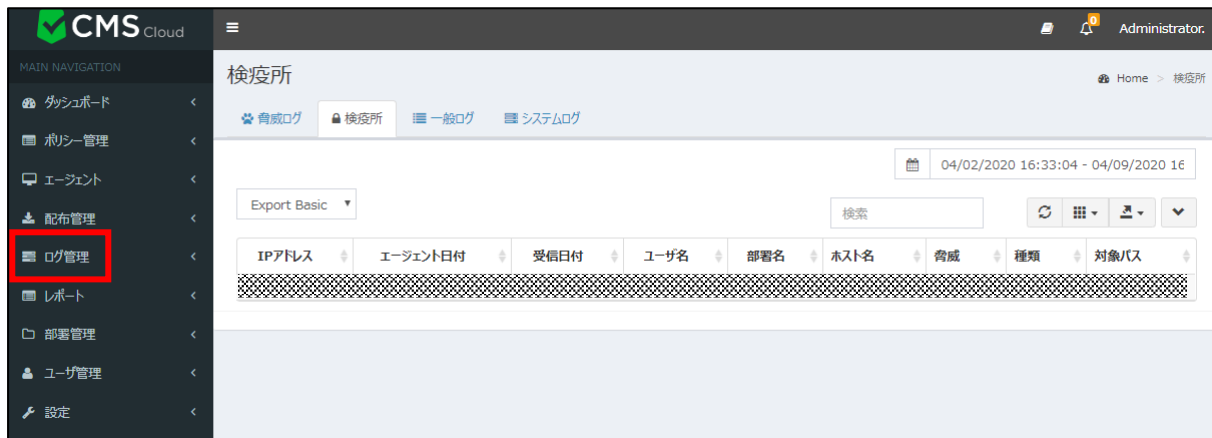 CMS Cloud
Administrator.
0
MAIN NAVIGATION
ダッシュボード
ポリシー管理
エージェント
配布管理
ログ管理
レポート
部署管理
ユーザ管理
設定
検疫所
Home > 検疫所
脅威ログ 検疫所 一般ログ システムログ
04/02/2020 16:33:04 - 04/09/2020 16
Export Basic
検索
IPアドレス エージェント日付 受信日付 ユーザ名 部署名 ホスト名 脅威 種類 対象パス